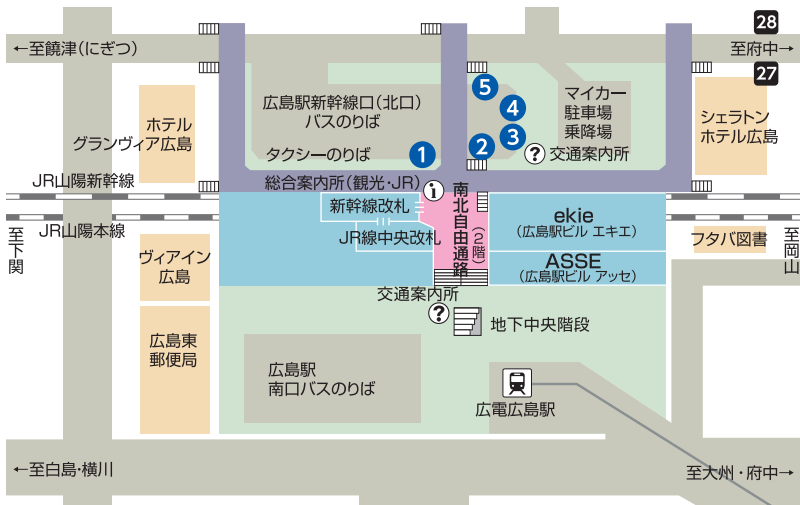 28
←至饒津(にぎつ)
至府中→
27
5
広島駅新幹線口(北口)
バスのりば
4
マイカー
駐車場
乗降場
シェラトン
ホテル広島
ホテル
グランヴィア広島
3
タクシーのりば
1
2
?
交通案内所
JR山陽新幹線
総合案内所(観光・JR)
i
新幹線改札
南北自由通路
(2階)
ekie
(広島駅ビル エキエ)
JR山陽本線
JR線中央改札
フタバ図書
至下関
至岡山
ヴィアイン
広島
ASSE
(広島駅ビル アッセ)
交通案内所
?
地下中央階段
広島東
郵便局
広島駅
南口バスのりば
広電広島駅
←至白島・横川
至大州・府中→